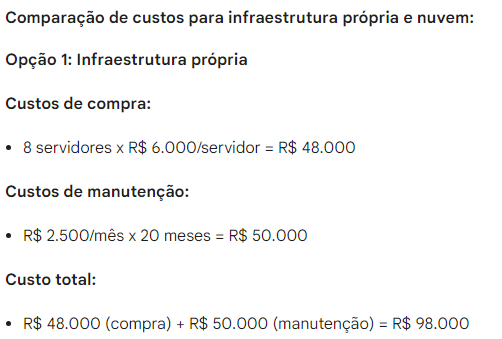 Comparação de custos para infraestrutura própria e nuvem:
Opção 1: Infraestrutura própria
Custos de compra:
• 8 servidores x R$ 6.000/servidor = R$ 48.000
Custos de manutenção:
• R$ 2.500/mês x 20 meses = R$ 50.000
Custo total:
• R$ 48.000 (compra) + R$ 50.000 (manutenção) = R$ 98.000